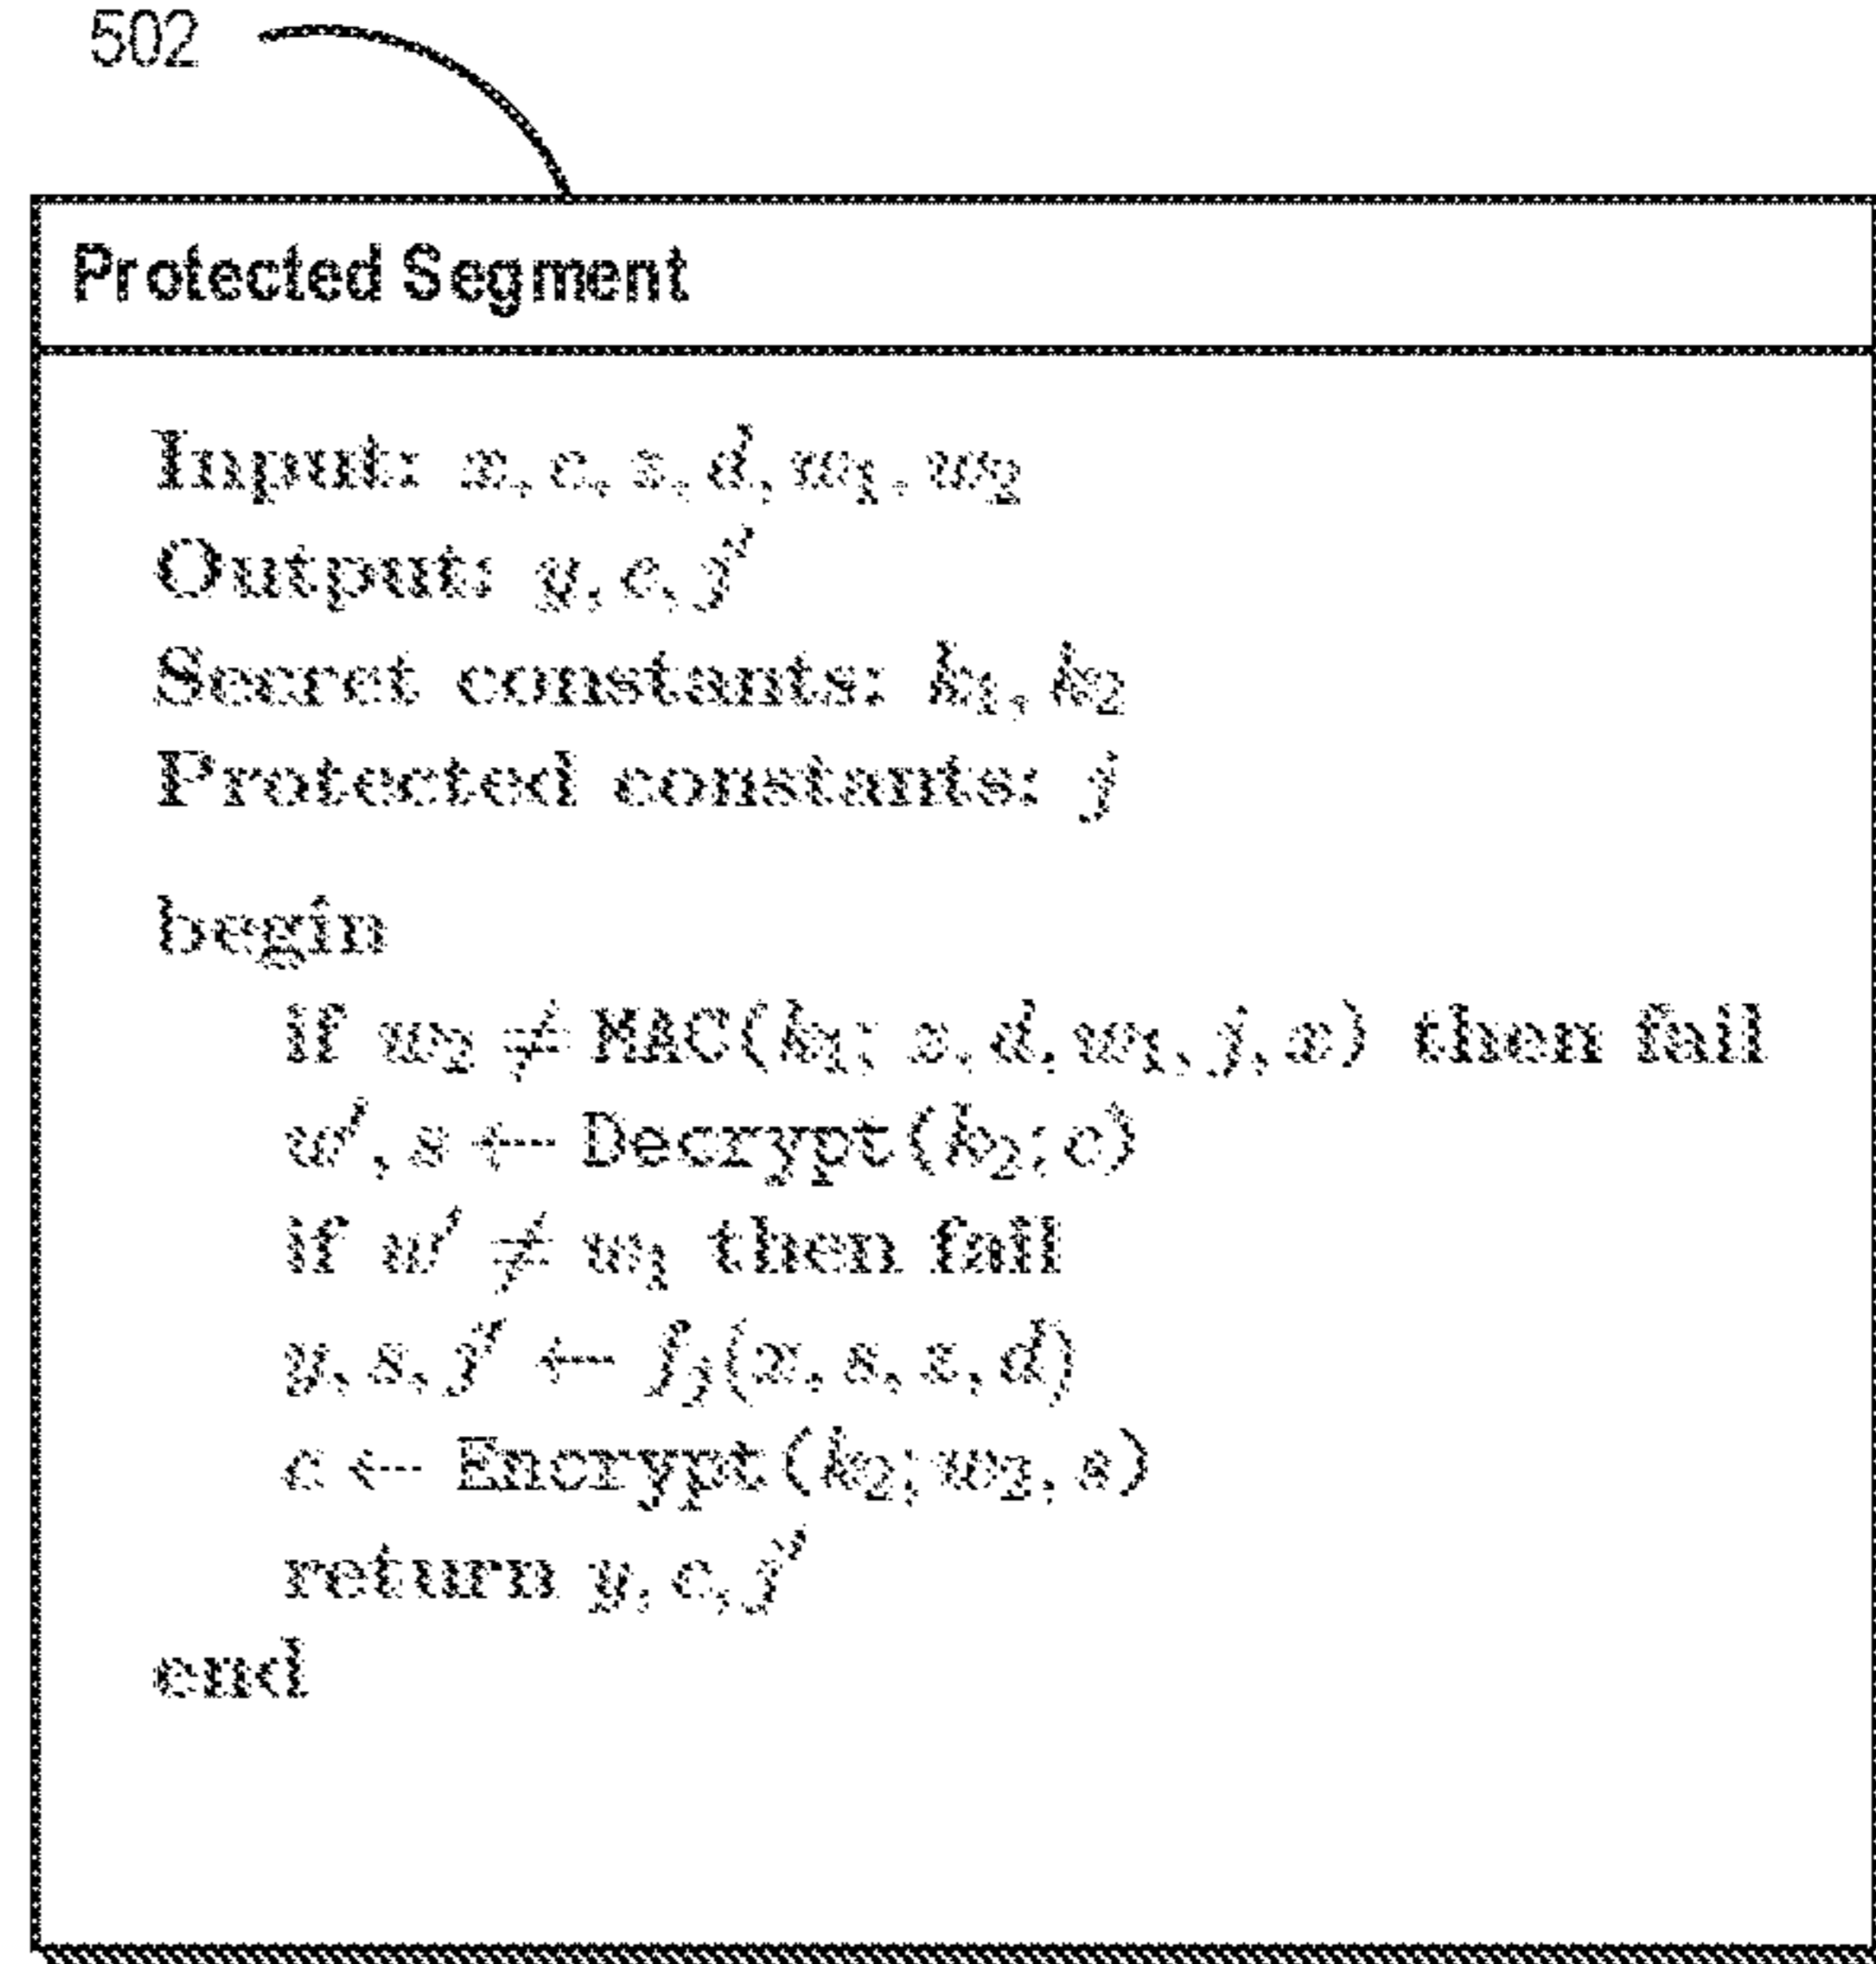 502
Protected Segment
Input: x, c, z, d, w₁, w₂
Output: y, c, j′
Secret constants: k₁, k₂
Protected constants: j
begin
if w₂ ≠ MAC(k₁; z, d, w₁, j, x) then fail
w′, s ← Decrypt(k₂; c)
if w′ ≠ w₁ then fail
y, s, j′ ← fⱼ(x, s, z, d)
c ← Encrypt(k₂; w₂, s)
return y, c, j′
end